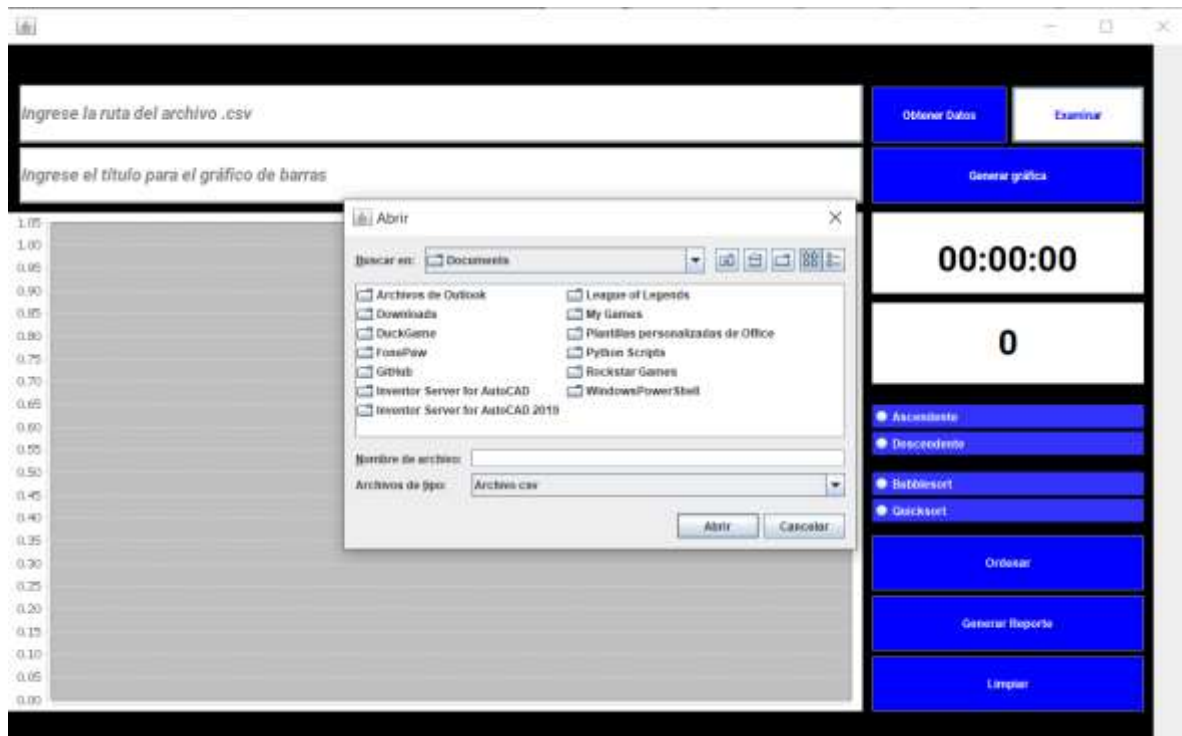 Ingrese la ruta del archivo .csv
Obtener Datos
Examinar
Ingrese el título para el gráfico de barras
Generar gráfica
Abrir
Buscar en:
Documents
Archivos de Outlook
Downloads
DuckGame
FonePaw
GitHub
Inventor Server for AutoCAD
Inventor Server for AutoCAD 2019
League of Legends
My Games
Plantillas personalizadas de Office
Python Scripts
Rockstar Games
WindowsPowerShell
Nombre de archivo:
Archivos de tipo:
Archivo csv
Abrir
Cancelar
1.05
1.00
0.95
0.90
0.85
0.80
0.75
0.70
0.65
0.60
0.55
0.50
0.45
0.40
0.35
0.30
0.25
0.20
0.15
0.10
0.05
0.00
00:00:00
0
Ascendente
Descendente
Bubblesort
Quicksort
Ordenar
Generar Reporte
Limpiar